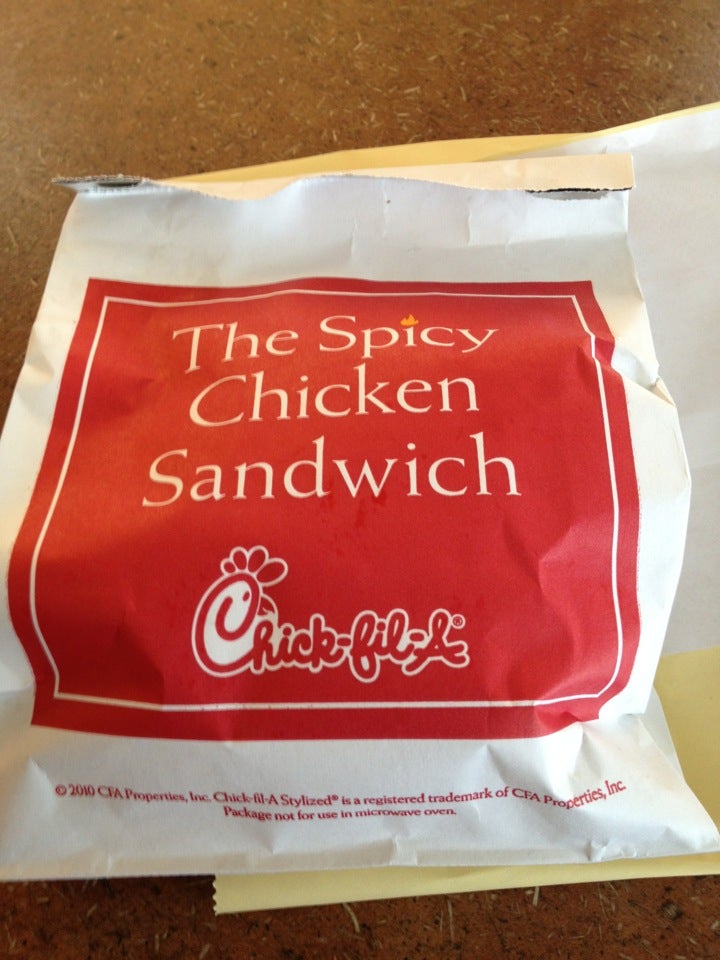 The Spicy
Chicken
Sandwich
Chick-fil-A®
© 2010 CFA Properties, Inc. Chick-fil-A Stylized® is a registered trademark of CFA Properties, Inc.
Package not for use in microwave oven.